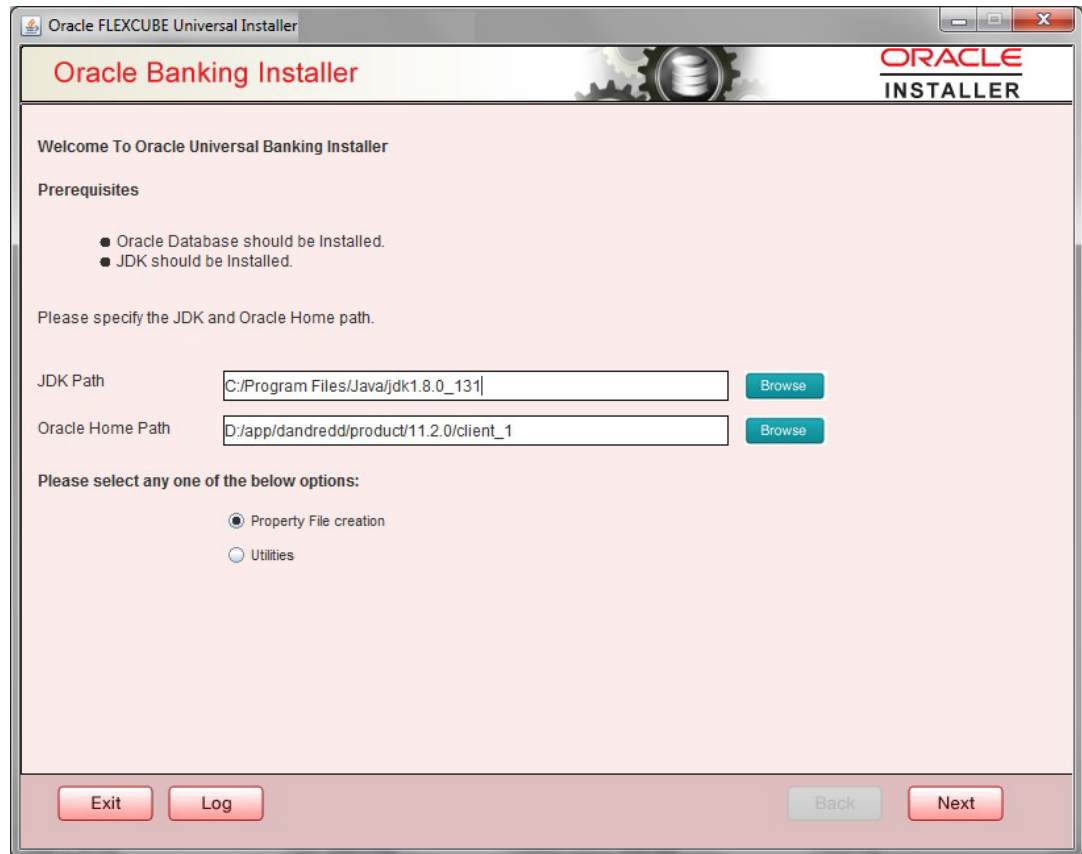 Oracle FLEXCUBE Universal Installer
Oracle Banking Installer
ORACLE
INSTALLER
Welcome To Oracle Universal Banking Installer
Prerequisites
Oracle Database should be Installed.
JDK should be Installed.
Please specify the JDK and Oracle Home path.
JDK Path C:/Program Files/Java/jdk1.8.0_131 Browse
Oracle Home Path D:/app/dandredd/product/11.2.0/client_1 Browse
Please select any one of the below options:
Property File creation
Utilities
Exit Log Back Next